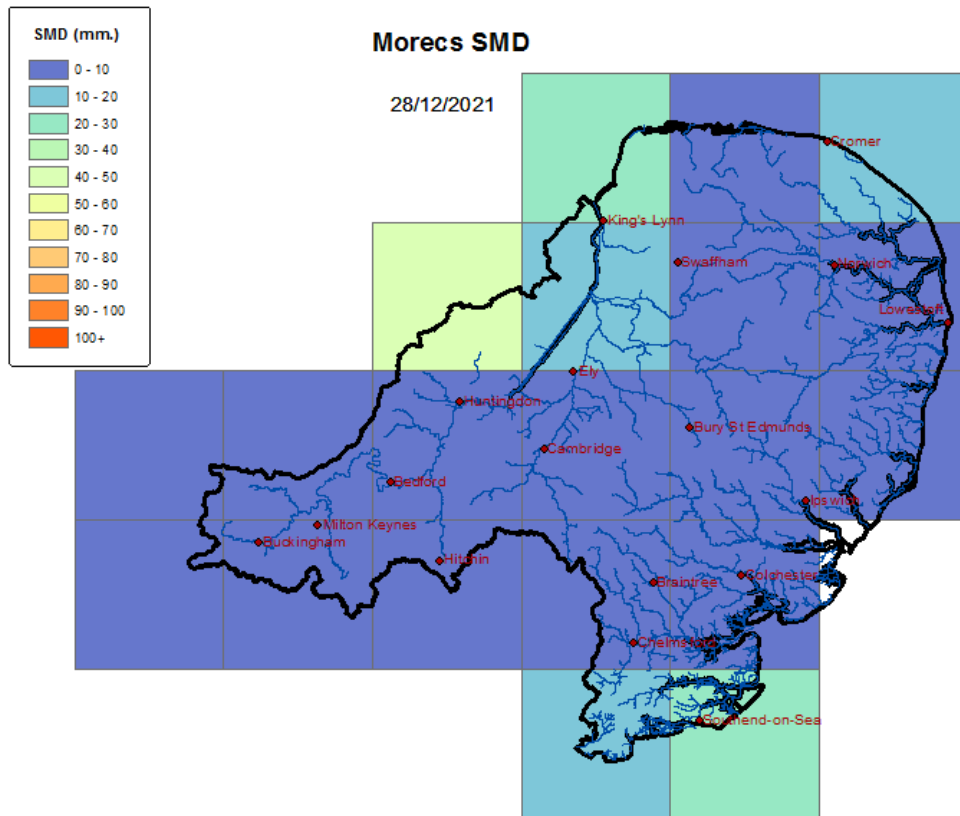 SMD (mm.)
0 - 10
10 - 20
20 - 30
30 - 40
40 - 50
50 - 60
60 - 70
70 - 80
80 - 90
90 - 100
100+
Morecs SMD
28/12/2021
Cromer
King's Lynn
Swaffham
Norwich
Lowestoft
Ely
Huntingdon
Bury St Edmunds
Cambridge
Bedford
Ipswich
Milton Keynes
Buckingham
Hitchin
Braintree
Colchester
Chelmsford
Southend-on-Sea